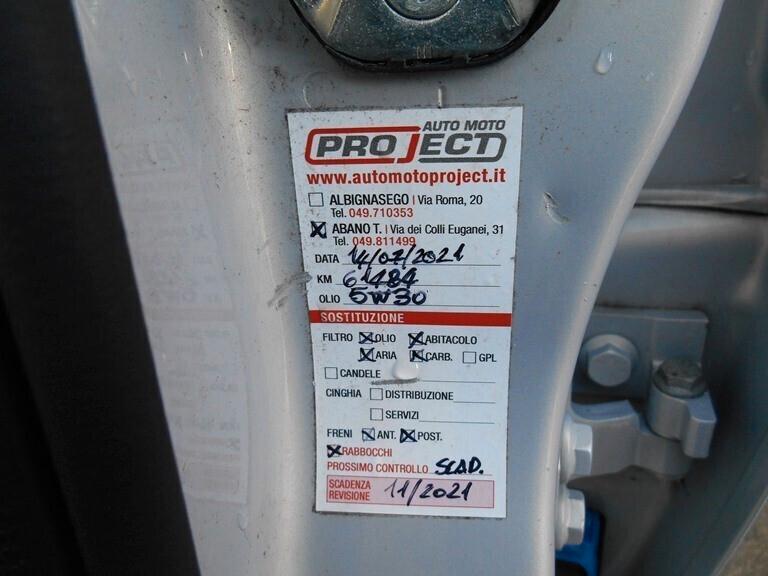 AUTO MOTO
PROJECT
www.automotoproject.it
ALBIGNASEGO | Via Roma, 20
Tel. 049.710353
ABANO T. | Via dei Colli Euganei, 31
Tel. 049.811499
DATA 14/07/2021
KM 61484
OLIO 5W30
SOSTITUZIONE
FILTRO OLIO ABITACOLO
ARIA CARB. GPL
CANDELE
CINGHIA DISTRIBUZIONE
SERVIZI
FRENI ANT. POST.
RABBOCCHI
PROSSIMO CONTROLLO SCAD.
SCADENZA
REVISIONE 11/2021